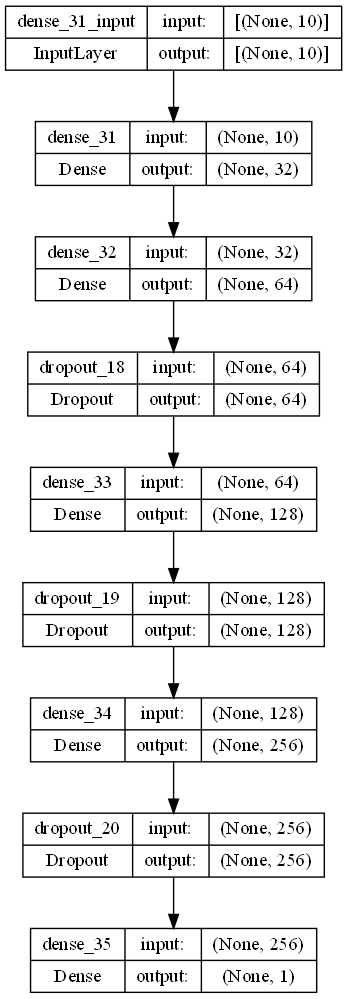 dense_31_input input: [(None, 10)]
InputLayer output: [(None, 10)]
dense_31 input: (None, 10)
Dense output: (None, 32)
dense_32 input: (None, 32)
Dense output: (None, 64)
dropout_18 input: (None, 64)
Dropout output: (None, 64)
dense_33 input: (None, 64)
Dense output: (None, 128)
dropout_19 input: (None, 128)
Dropout output: (None, 128)
dense_34 input: (None, 128)
Dense output: (None, 256)
dropout_20 input: (None, 256)
Dropout output: (None, 256)
dense_35 input: (None, 256)
Dense output: (None, 1)